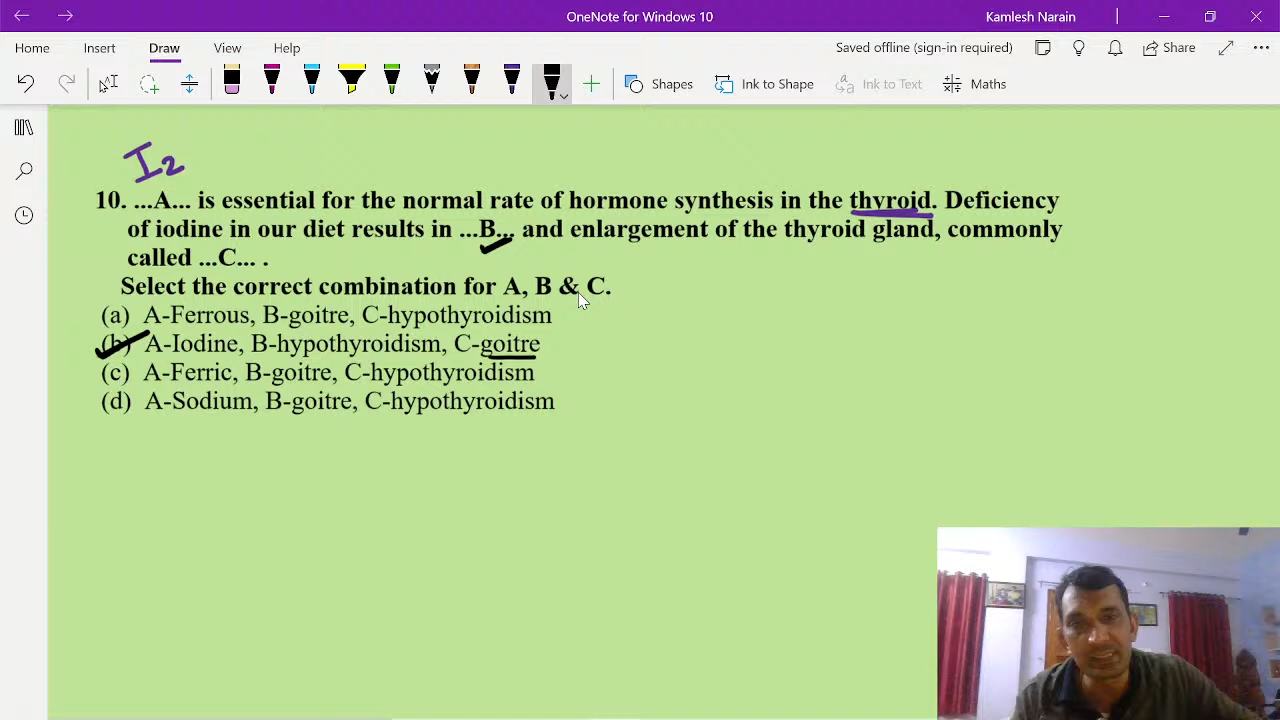 OneNote for Windows 10
Kamlesh Narain
Home Insert Draw View Help
Saved offline (sign-in required)
Share
Shapes
Ink to Shape
Ink to Text
Maths
I2
10. ...A... is essential for the normal rate of hormone synthesis in the thyroid. Deficiency
of iodine in our diet results in ...B... and enlargement of the thyroid gland, commonly
called ...C... .
Select the correct combination for A, B & C.
(a) A-Ferrous, B-goitre, C-hypothyroidism
(b) A-Iodine, B-hypothyroidism, C-goitre
(c) A-Ferric, B-goitre, C-hypothyroidism
(d) A-Sodium, B-goitre, C-hypothyroidism